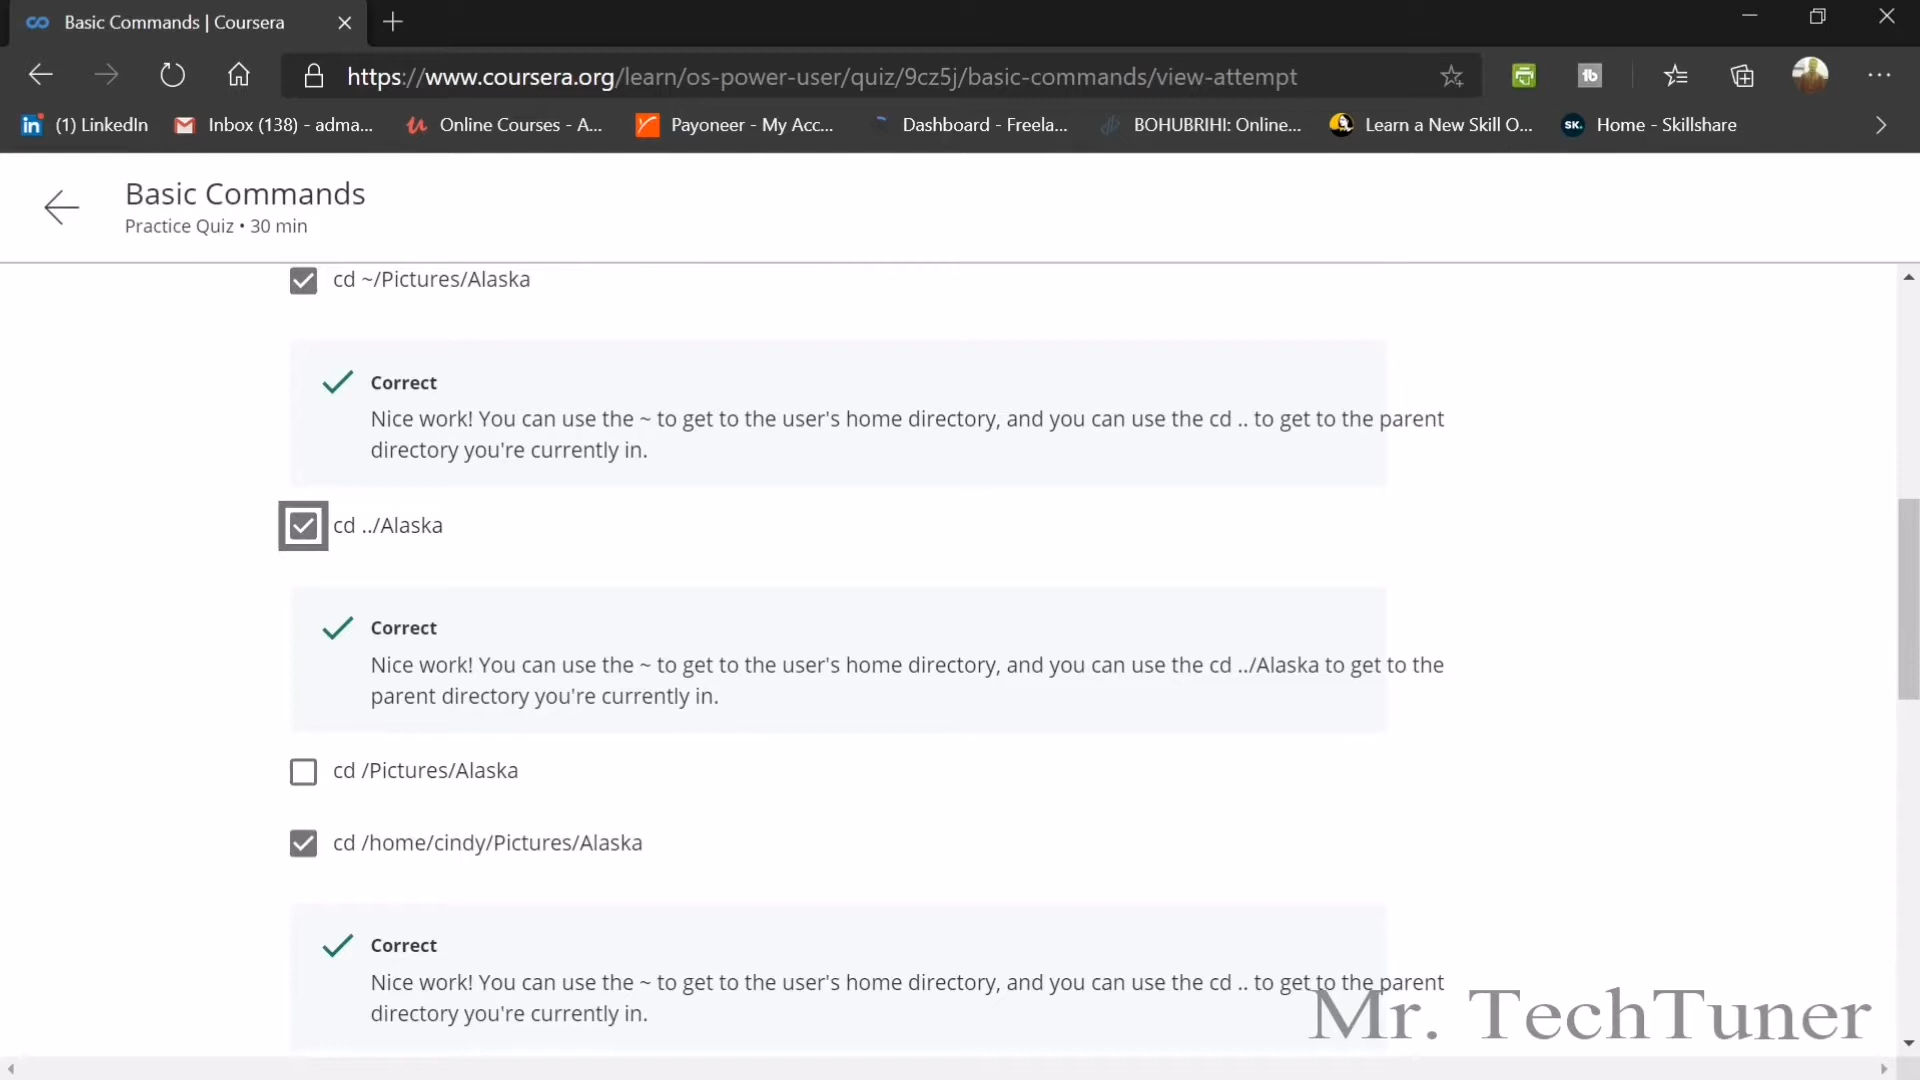 Basic Commands | Coursera
https://www.coursera.org/learn/os-power-user/quiz/9cz5j/basic-commands/view-attempt
in (1) LinkedIn Inbox (138) - adma... Online Courses - A... Payoneer - My Acc... Dashboard - Freela... BOHUBRIHI: Online... Learn a New Skill O... SK. Home - Skillshare
Basic Commands
Practice Quiz • 30 min
cd ~/Pictures/Alaska
Correct
Nice work! You can use the ~ to get to the user's home directory, and you can use the cd .. to get to the parent
directory you're currently in.
cd ../Alaska
Correct
Nice work! You can use the ~ to get to the user's home directory, and you can use the cd ../Alaska to get to the
parent directory you're currently in.
cd /Pictures/Alaska
cd /home/cindy/Pictures/Alaska
Correct
Nice work! You can use the ~ to get to the user's home directory, and you can use the cd .. to get to the parent
directory you're currently in.
Mr. TechTuner